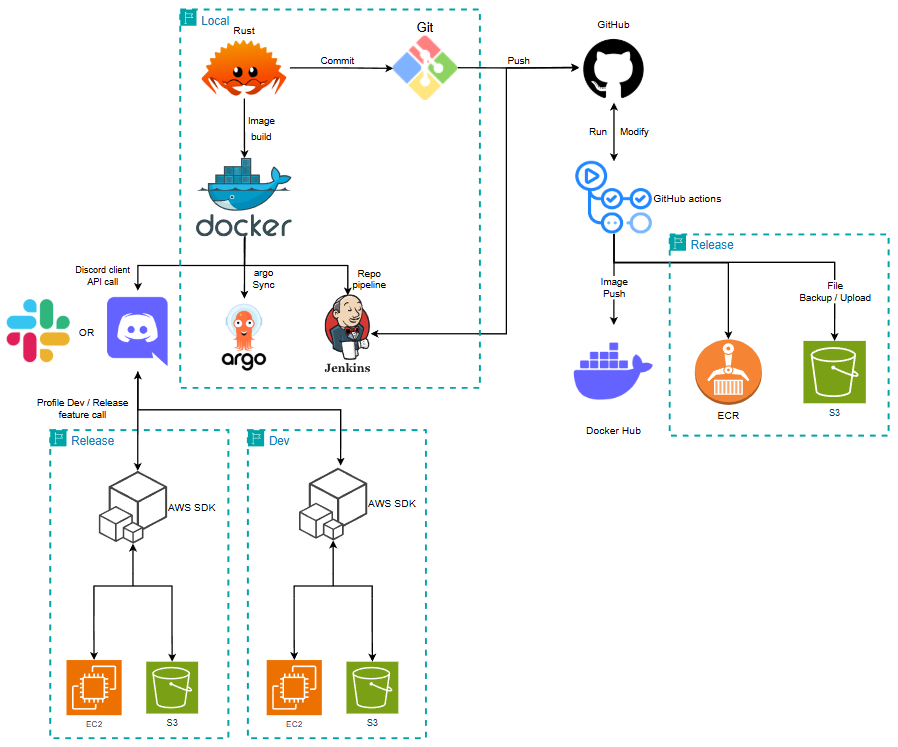 Local
Rust
Git
GitHub
Commit
Push
Image
build
Run
Modify
docker
GitHub actions
Release
Discord client
API call
argo
Sync
Repo
pipeline
Image
Push
File
Backup / Upload
OR
argo
Jenkins
ECR
S3
Docker Hub
Profile Dev / Release
feature call
Release
Dev
AWS SDK
AWS SDK
EC2
S3
EC2
S3